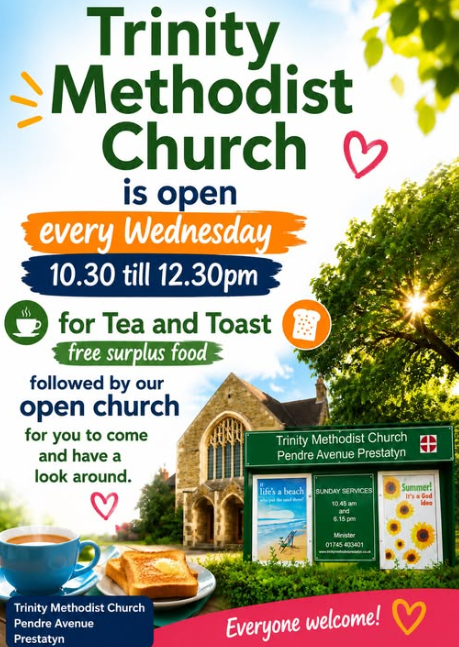 Trinity
Methodist
Church
is open
every Wednesday
10.30 till 12.30pm
for Tea and Toast
free surplus food
followed by our
open church
for you to come
and have a
look around.
Trinity Methodist Church
Pendre Avenue Prestatyn
life's a beach
SUNDAY SERVICES
10.45 am
and
6.15 pm
Minister
01745 403401
Summer!
It's a God
Idea
Trinity Methodist Church
Pendre Avenue
Prestatyn
Everyone welcome!